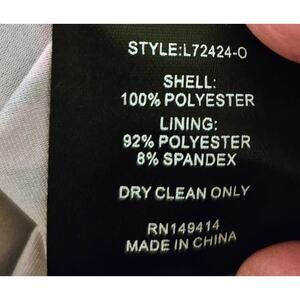 STYLE:L72424-O
SHELL:
100% POLYESTER
LINING:
92% POLYESTER
8% SPANDEX
DRY CLEAN ONLY
RN149414
MADE IN CHINA